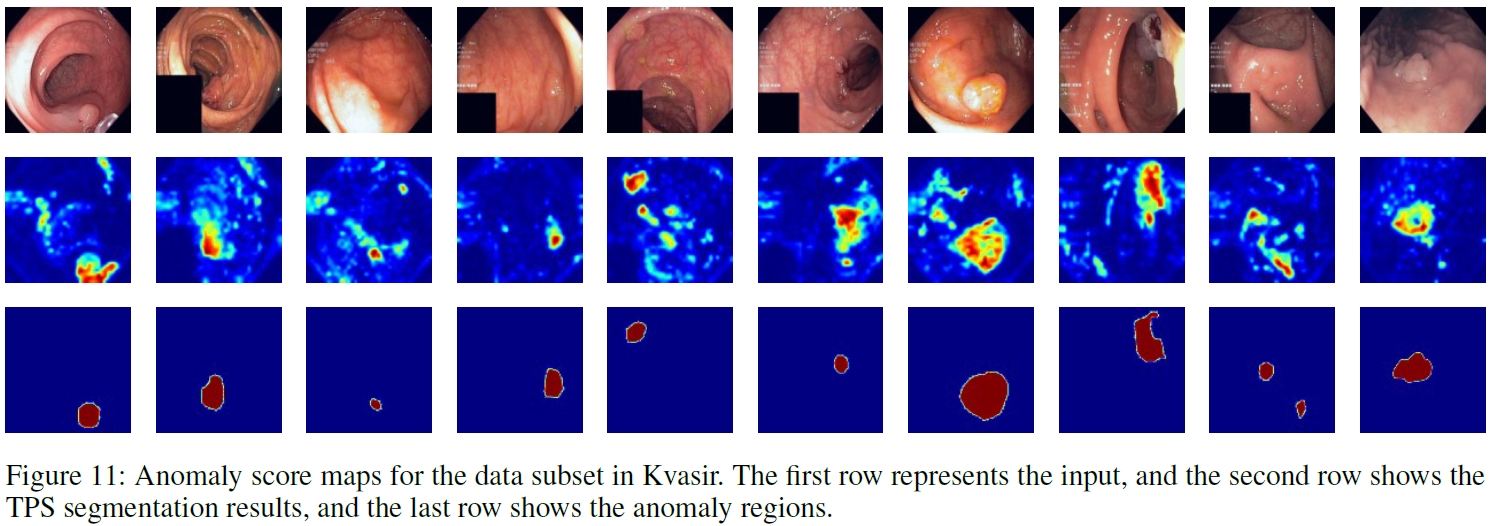 Figure 11: Anomaly score maps for the data subset in Kvasir. The first row represents the input, and the second row shows the
TPS segmentation results, and the last row shows the anomaly regions.